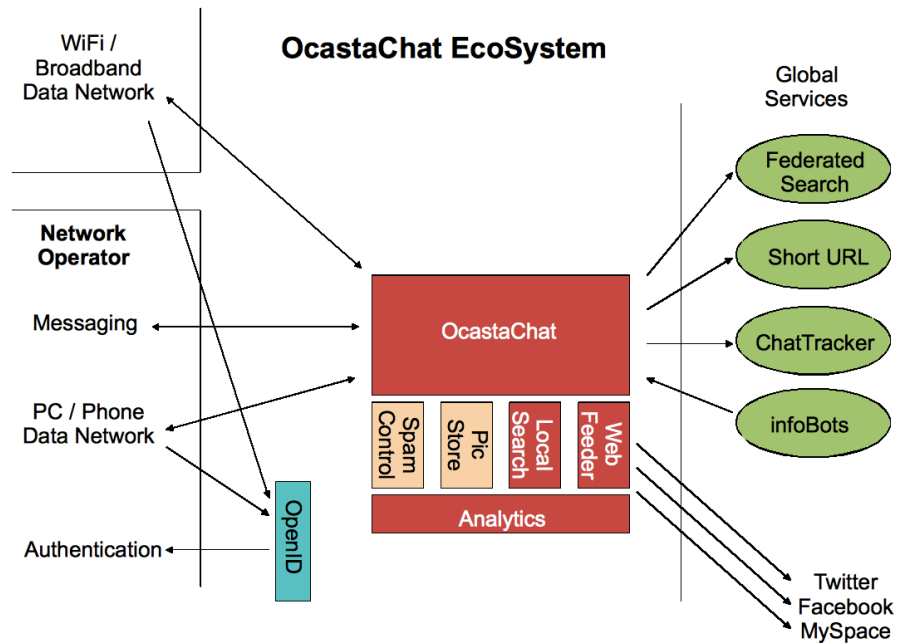 OcastaChat EcoSystem
WiFi /
Broadband
Data Network
Network
Operator
Messaging
PC / Phone
Data Network
Authentication
OpenID
OcastaChat
Spam
Control
Pic
Store
Local
Search
Web
Feeder
Analytics
Global
Services
Federated
Search
Short URL
ChatTracker
infoBots
Twitter
Facebook
MySpace